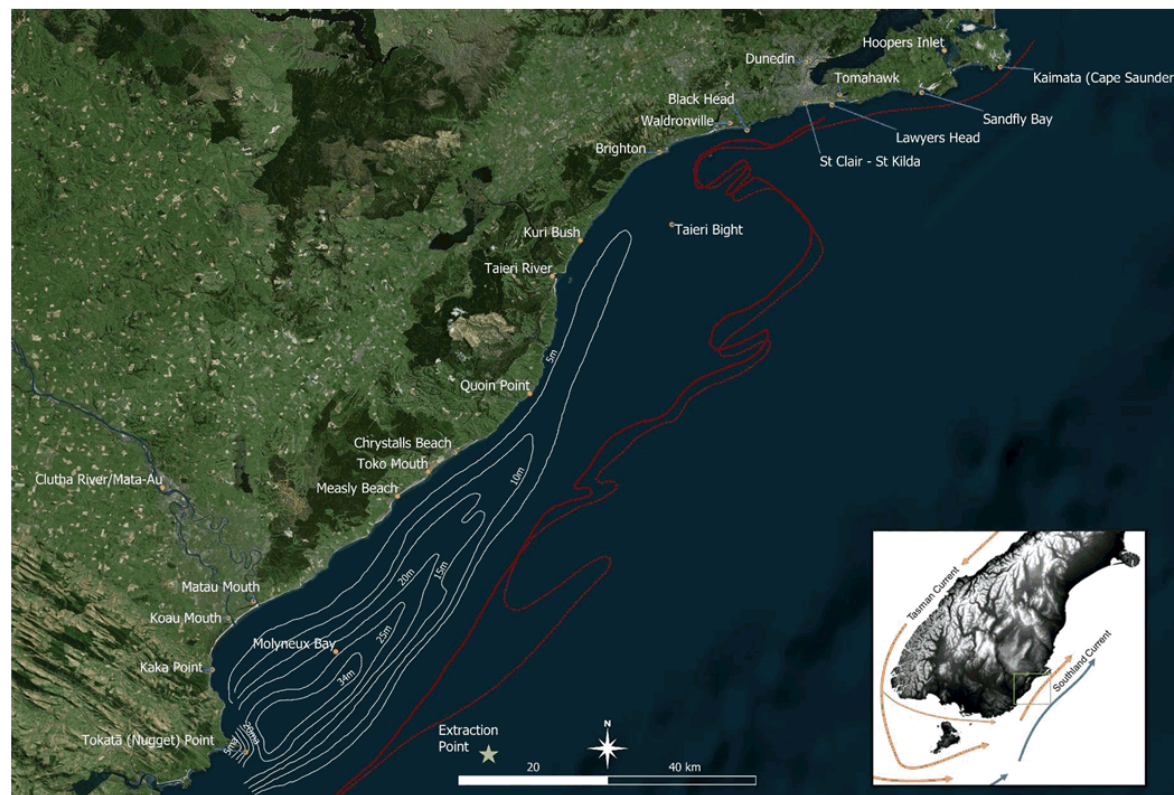 Hoopers Inlet
Dunedin
Kaimata (Cape Saunder
Tomahawk
Black Head
Sandfly Bay
Waldronville
Lawyers Head
Brighton
St Clair - St Kilda
Taieri Bight
Kuri Bush
Taieri River
5m
Quoin Point
Chrystalls Beach
10m
Toko Mouth
Clutha River/Mata-Au
Measly Beach
20m
15m
Matau Mouth
Koau Mouth
25m
Molyneux Bay
Kaka Point
34m
Tasman Current
Southland Current
N
Extraction
Point
Tokatā (Nugget) Point
20 40 km